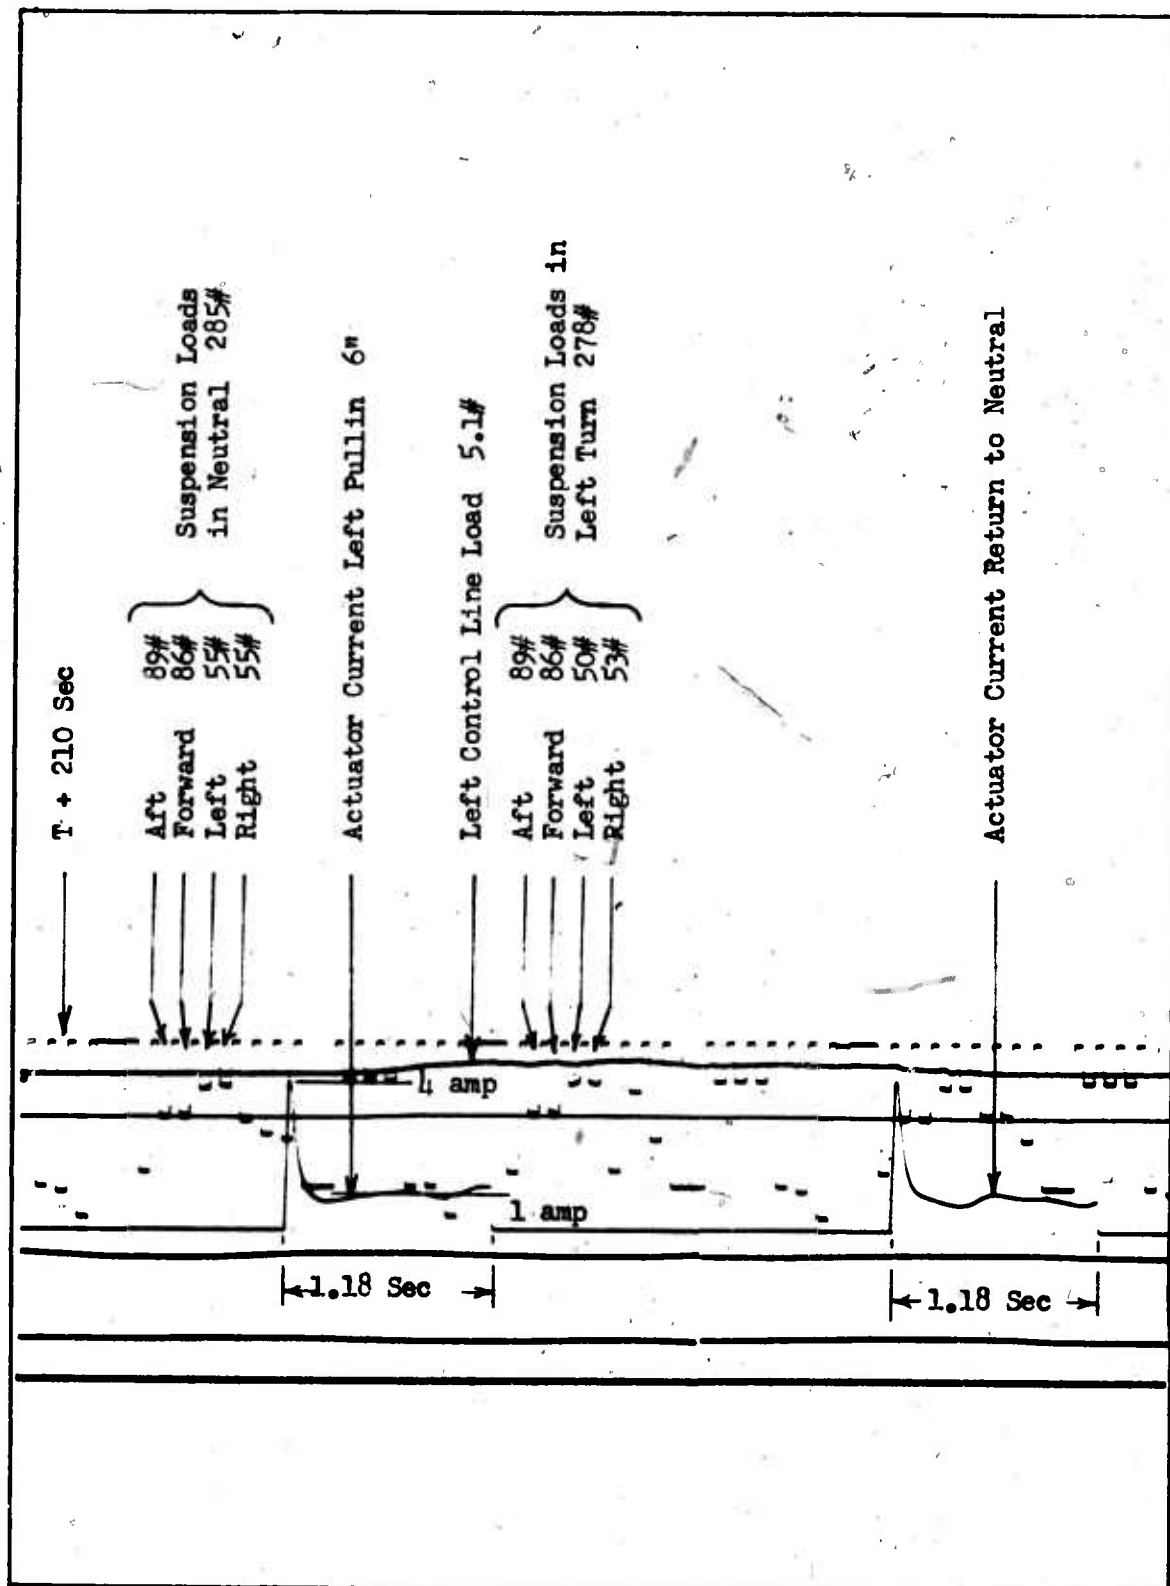 T + 210 Sec
Aft 89#
Forward 86#
Left 55#
Right 55#
Suspension Loads
in Neutral 285#
Actuator Current Left Pullin 6"
Left Control Line Load 5.1#
Aft 89#
Forward 86#
Left 50#
Right 53#
Suspension Loads in
Left Turn 278#
Actuator Current Return to Neutral
4 amp
1 amp
1.18 Sec
1.18 Sec